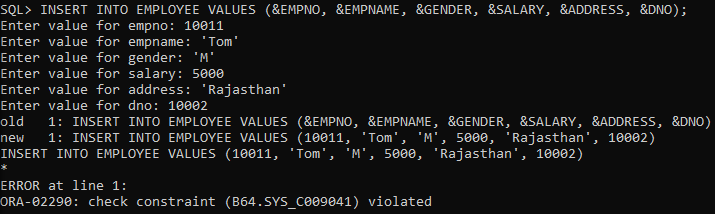 SQL> INSERT INTO EMPLOYEE VALUES (&EMPNO, &EMPNAME, &GENDER, &SALARY, &ADDRESS, &DNO);
Enter value for empno: 10011
Enter value for empname: 'Tom'
Enter value for gender: 'M'
Enter value for salary: 5000
Enter value for address: 'Rajasthan'
Enter value for dno: 10002
old   1: INSERT INTO EMPLOYEE VALUES (&EMPNO, &EMPNAME, &GENDER, &SALARY, &ADDRESS, &DNO)
new   1: INSERT INTO EMPLOYEE VALUES (10011, 'Tom', 'M', 5000, 'Rajasthan', 10002)
INSERT INTO EMPLOYEE VALUES (10011, 'Tom', 'M', 5000, 'Rajasthan', 10002)
*
ERROR at line 1:
ORA-02290: check constraint (B64.SYS_C009041) violated